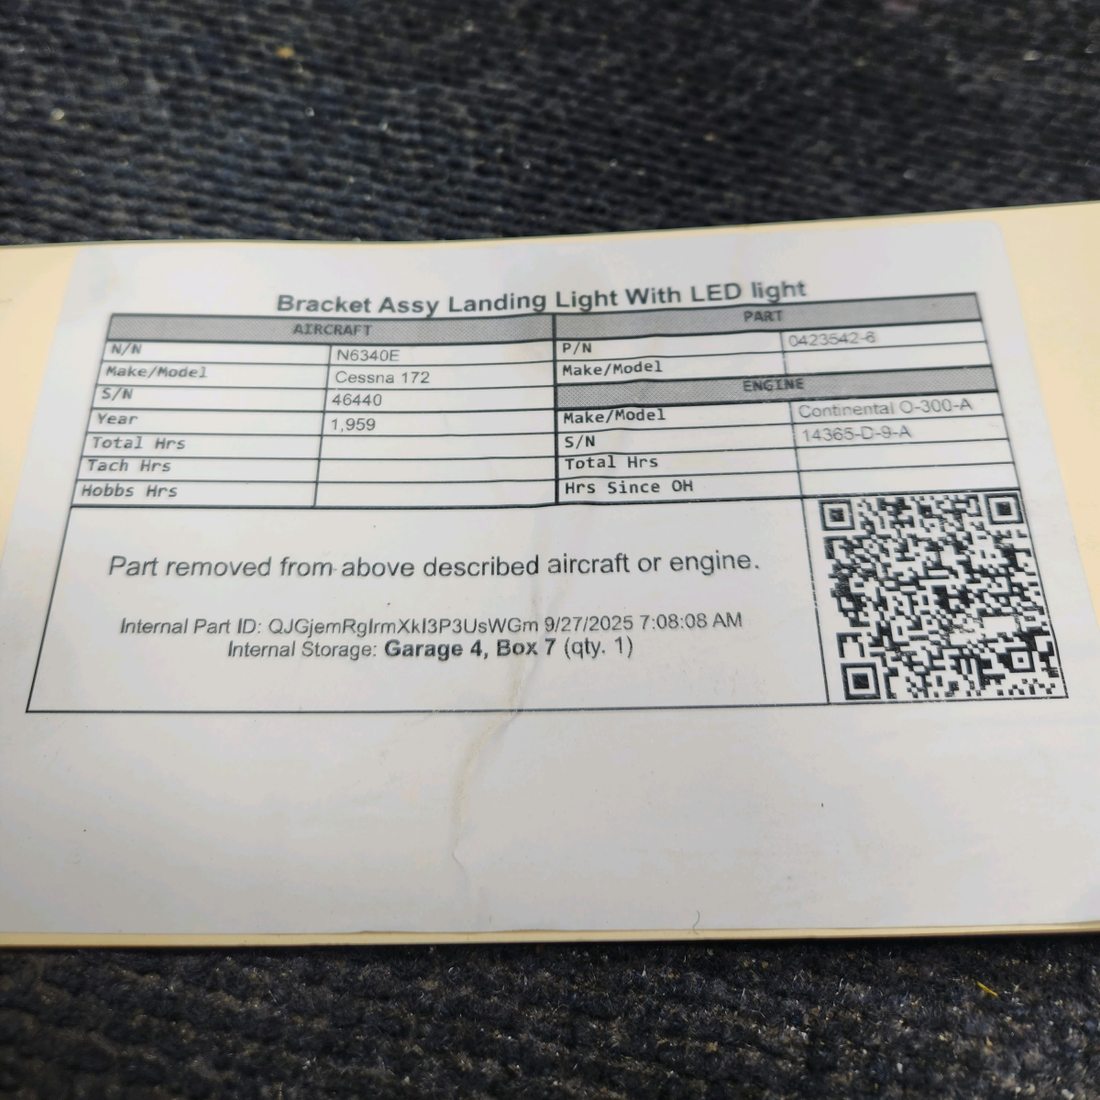 Bracket Assy Landing Light With LED light
AIRCRAFT
N/N N6340E
Make/Model Cessna 172
S/N 46440
Year 1,959
Total Hrs
Tach Hrs
Hobbs Hrs
PART
P/N 0423542-6
Make/Model
ENGINE
Make/Model Continental O-300-A
S/N 14365-D-9-A
Total Hrs
Hrs Since OH
Part removed from above described aircraft or engine.
Internal Part ID: QJGjemRgIrmXkI3P3UsWGm 9/27/2025 7:08:08 AM
Internal Storage: Garage 4, Box 7 (qty. 1)